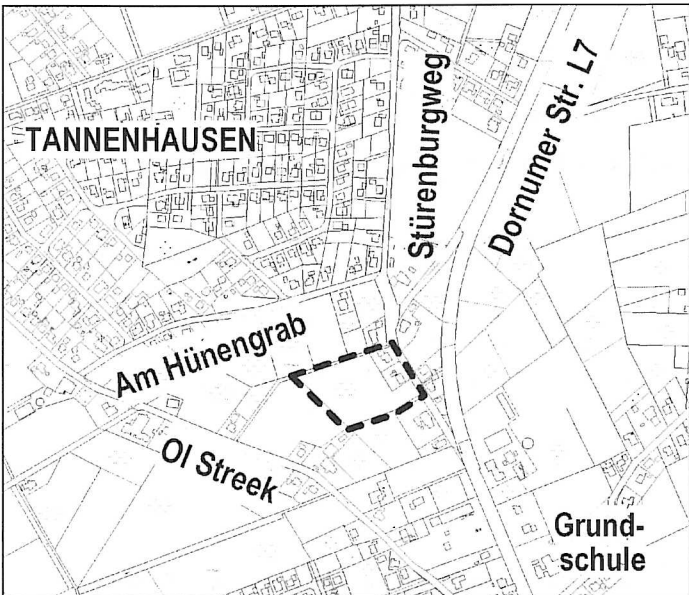 TANNENHAUSEN
Stürenburgweg
Dornumer Str. L7
Am Hünengrab
Ol Streek
Grund-
schule